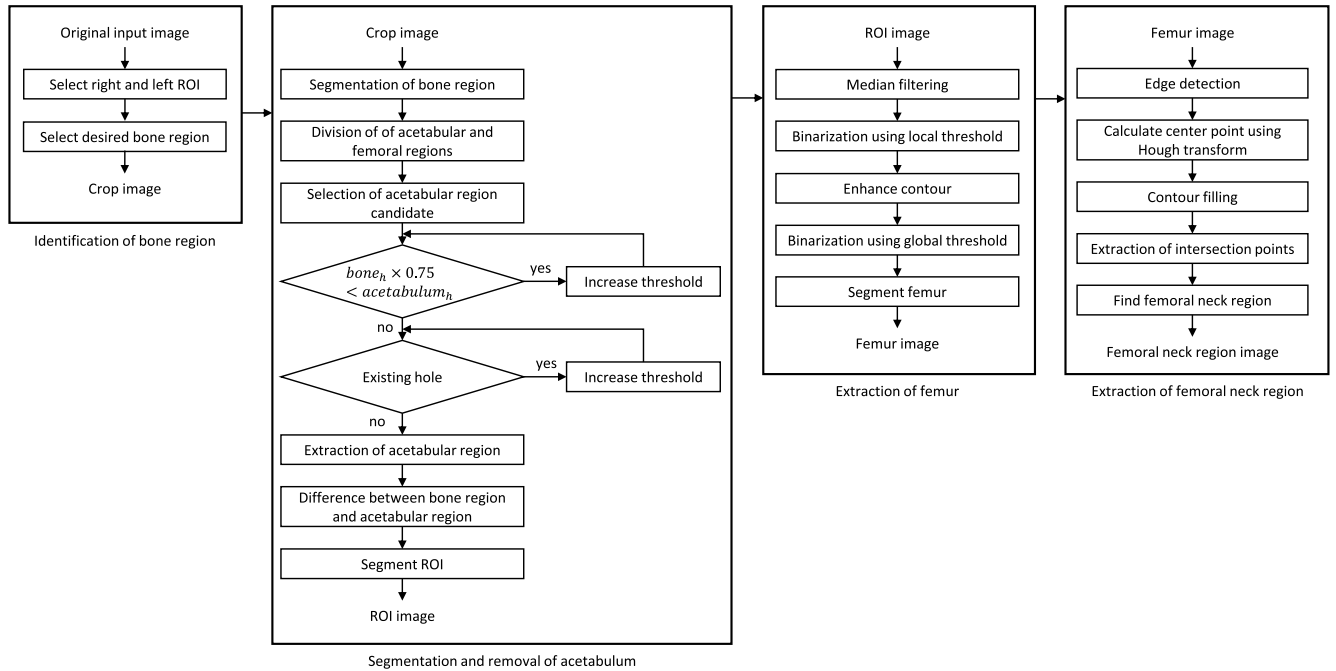 Original input image
Select right and left ROI
Select desired bone region
Crop image
Identification of bone region
Crop image
Segmentation of bone region
Division of of acetabular and
femoral regions
Selection of acetabular region
candidate
bone_h × 0.75
< acetabulum_h
yes
Increase threshold
no
Existing hole
yes
Increase threshold
no
Extraction of acetabular region
Difference between bone region
and acetabular region
Segment ROI
ROI image
Segmentation and removal of acetabulum
ROI image
Median filtering
Binarization using local threshold
Enhance contour
Binarization using global threshold
Segment femur
Femur image
Extraction of femur
Femur image
Edge detection
Calculate center point using
Hough transform
Contour filling
Extraction of intersection points
Find femoral neck region
Femoral neck region image
Extraction of femoral neck region